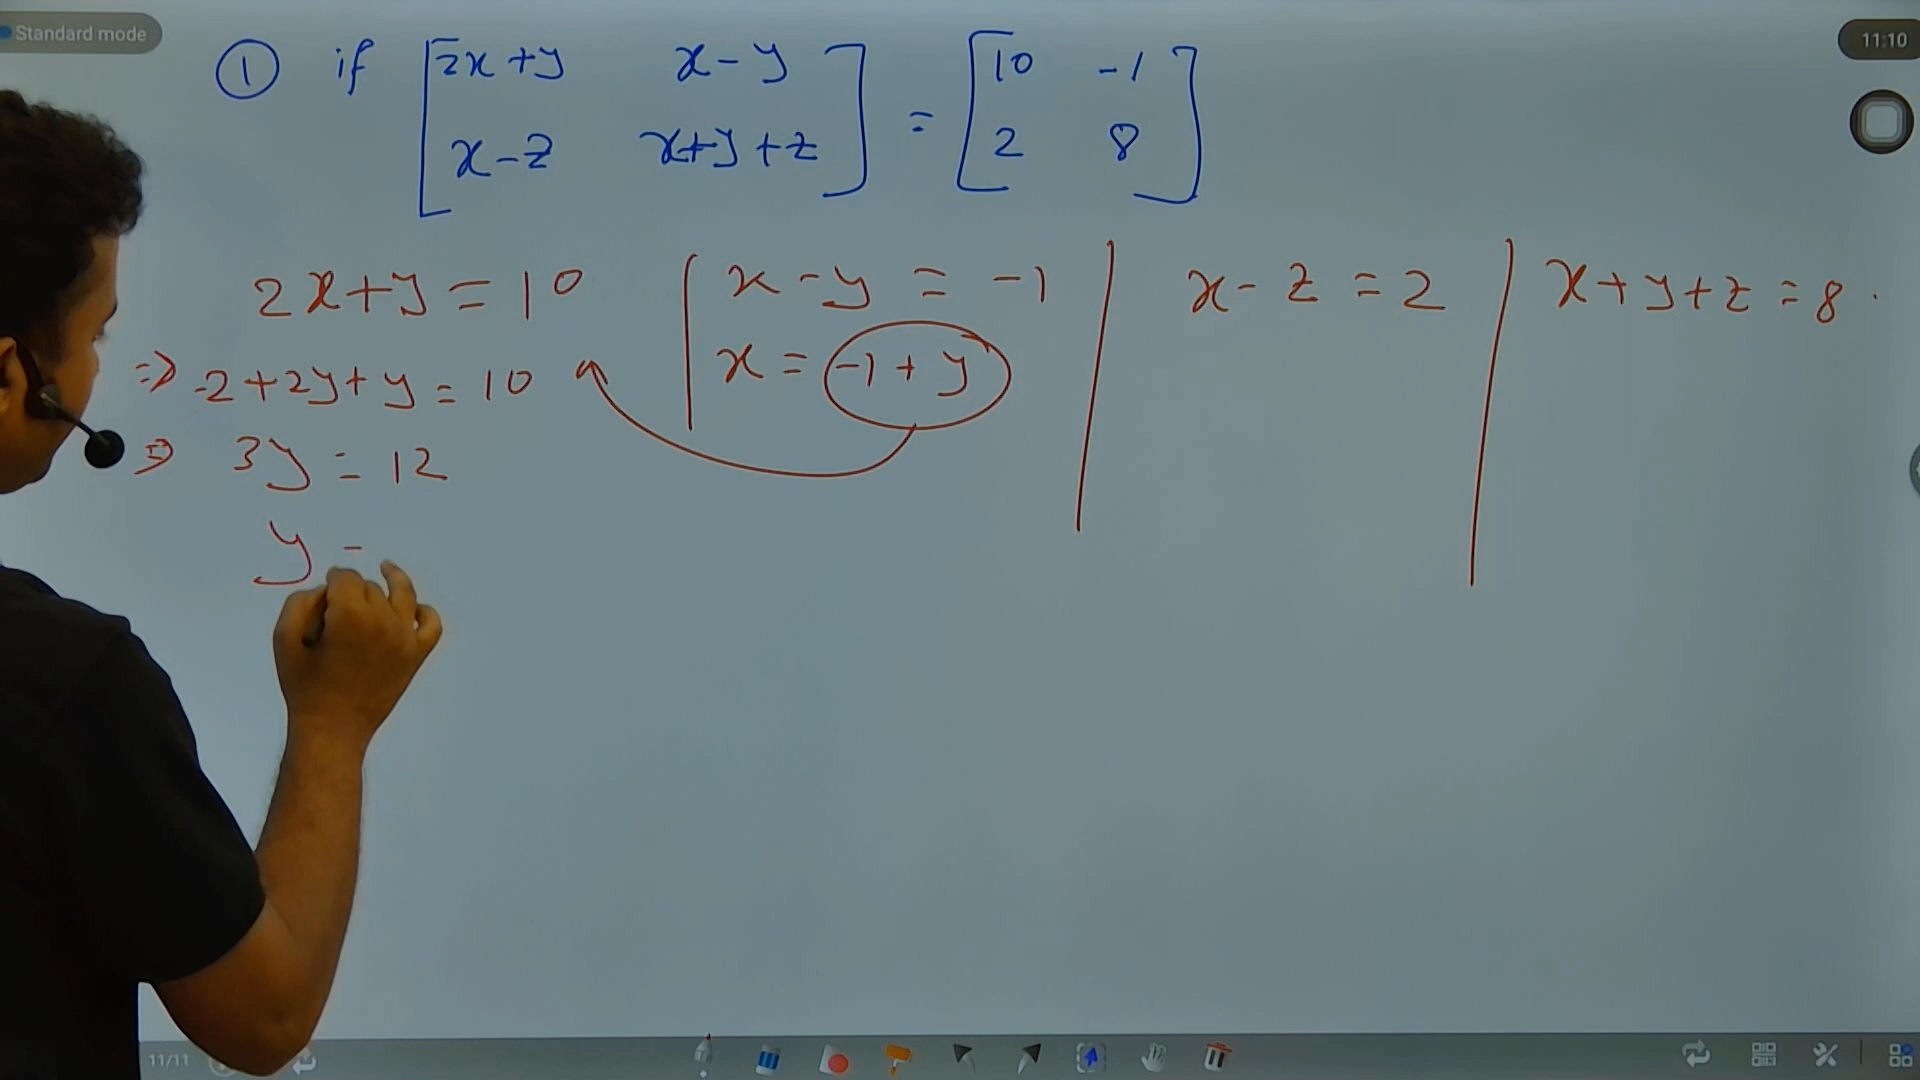 Standard mode
11:10
① if [2x+y x-y] = [10 -1]
[x-z x+y+z] [2 8]
2x+y=10 | x-y = -1 | x-z=2 | x+y+z=8.
⇒ -2+2y+y=10 x = -1+y
⇒ 3y = 12
y =
11/11